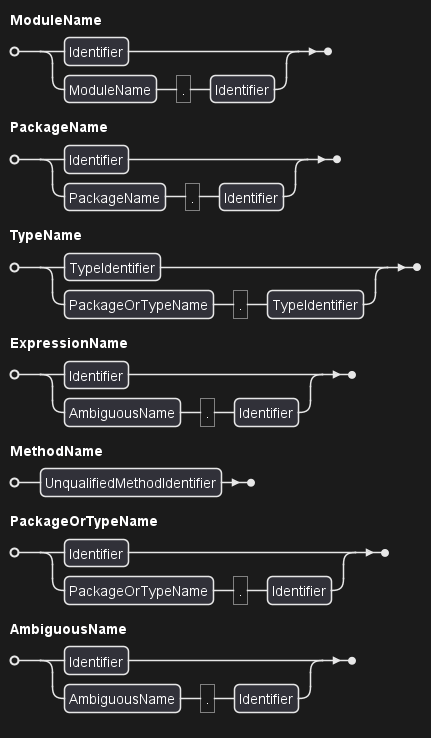 ModuleName
Identifier
ModuleName . Identifier
PackageName
Identifier
PackageName . Identifier
TypeName
TypeIdentifier
PackageOrTypeName . TypeIdentifier
ExpressionName
Identifier
AmbiguousName . Identifier
MethodName
UnqualifiedMethodIdentifier
PackageOrTypeName
Identifier
PackageOrTypeName . Identifier
AmbiguousName
Identifier
AmbiguousName . Identifier